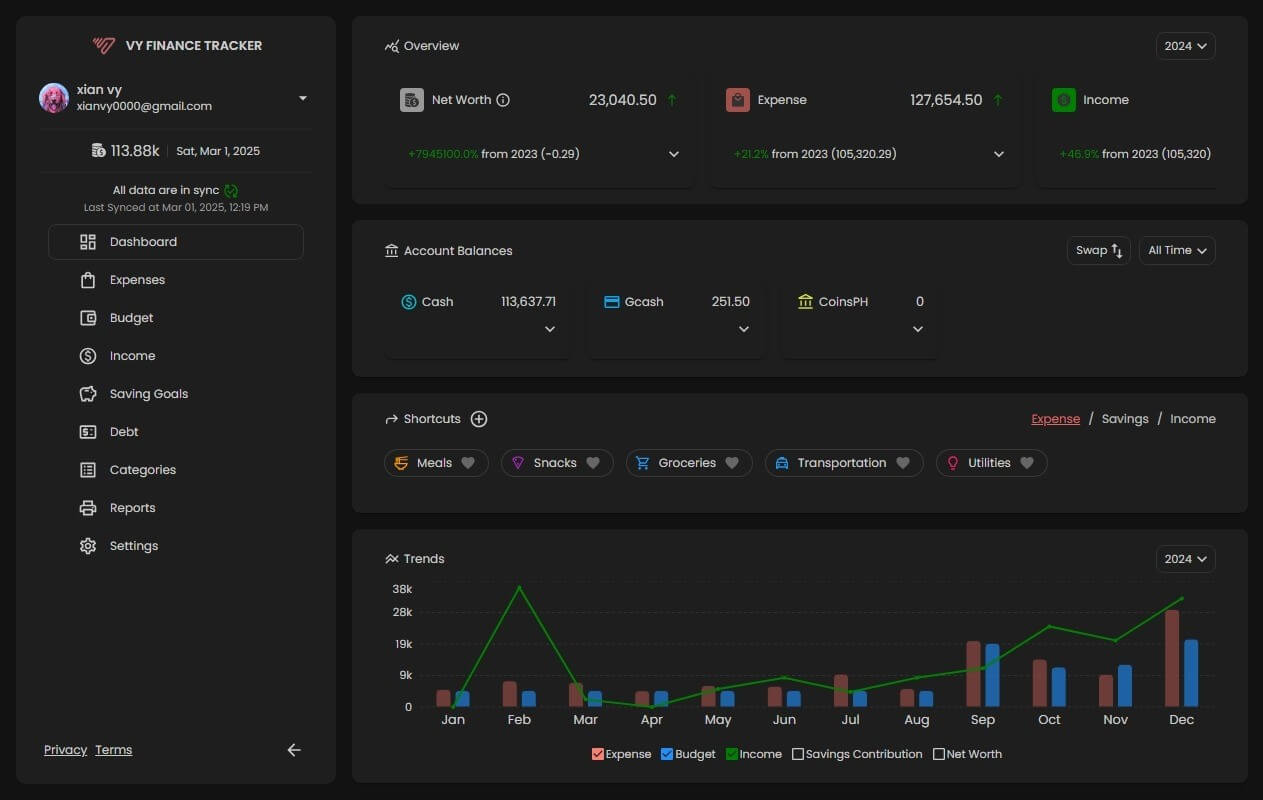 VY FINANCE TRACKER
xian vy
xianvy0000@gmail.com
113.88k
Sat, Mar 1, 2025
All data are in sync
Last Synced at Mar 01, 2025, 12:19 PM
Dashboard
Expenses
Budget
Income
Saving Goals
Debt
Categories
Reports
Settings
Privacy Terms
Overview
2024
Net Worth 23,040.50
+7945100.0% from 2023 (-0.29)
Expense 127,654.50
+21.2% from 2023 (105,320.29)
Income
+46.9% from 2023 (105,320)
Account Balances
Swap
All Time
Cash 113,637.71
Gcash 251.50
CoinsPH 0
Shortcuts
Expense / Savings / Income
Meals
Snacks
Groceries
Transportation
Utilities
Trends
2024
38k
28k
19k
9k
0
Jan Feb Mar Apr May Jun Jul Aug Sep Oct Nov Dec
Expense Budget Income Savings Contribution Net Worth